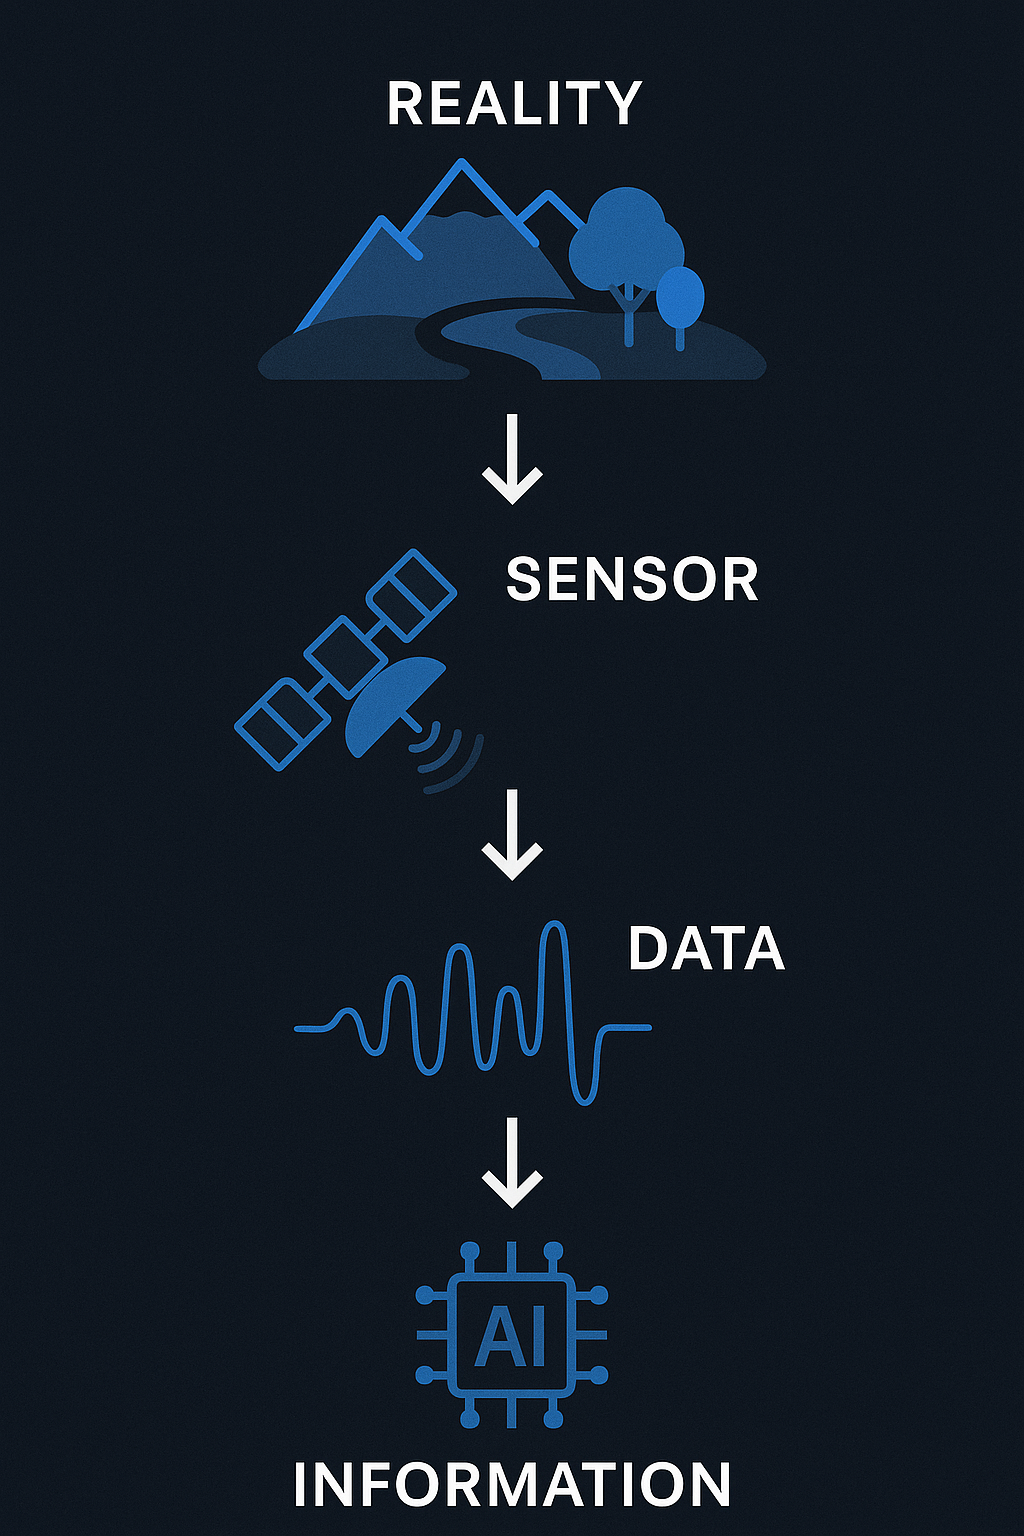 REALITY
SENSOR
DATA
AI
INFORMATION